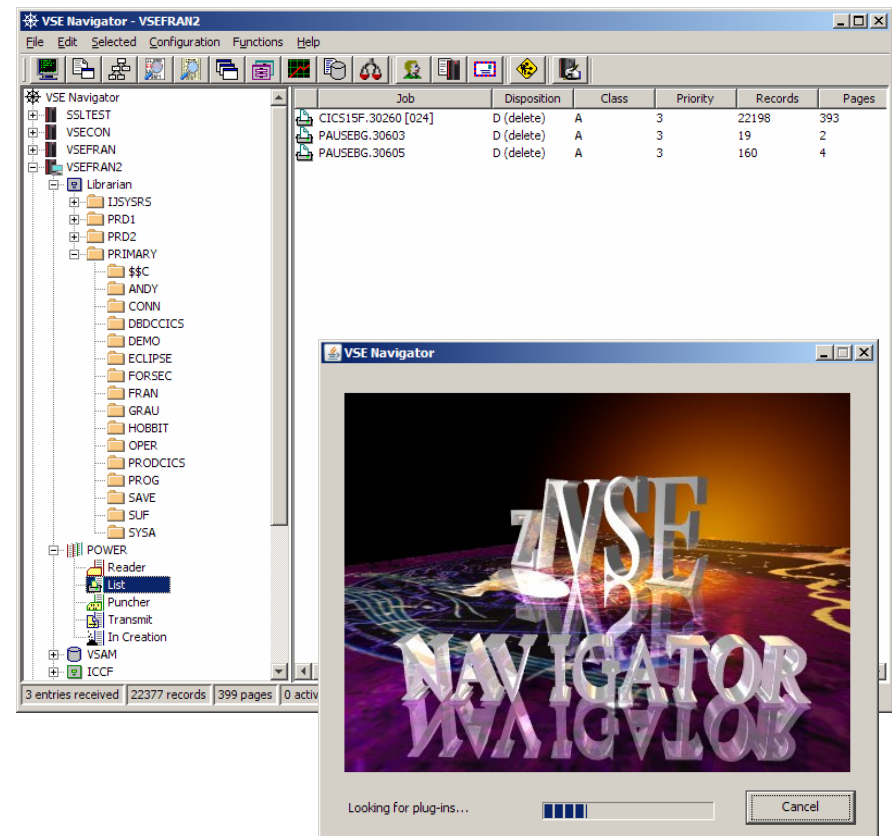 VSE Navigator - VSEFRAN2
File Edit Selected Configuration Functions Help
VSE Navigator
SSLTEST
VSECON
VSEFRAN
VSEFRAN2
Librarian
IJSYSRS
PRD1
PRD2
PRIMARY
$$C
ANDY
CONN
DBDCCICS
DEMO
ECLIPSE
FORSEC
FRAN
GRAU
HOBBIT
OPER
PRODCICS
PROG
SAVE
SUF
SYSA
POWER
Reader
List
Puncher
Transmit
In Creation
VSAM
ICCF
Job Disposition Class Priority Records Pages
CICS15F.30260 [024] D (delete) A 3 22198 393
PAUSEBG.30603 D (delete) A 3 19 2
PAUSEBG.30605 D (delete) A 3 160 4
3 entries received 22377 records 399 pages 0 activ
VSE Navigator
z/VSE
NAVIGATOR
Looking for plug-ins...
Cancel